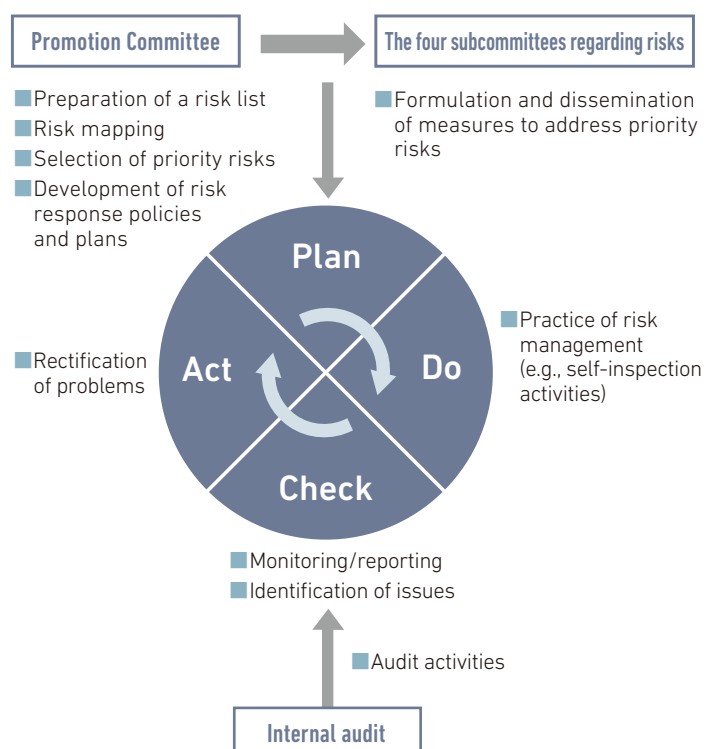 Promotion Committee
The four subcommittees regarding risks
Preparation of a risk list
Risk mapping
Selection of priority risks
Development of risk
response policies
and plans
Formulation and dissemination
of measures to address priority
risks
Plan
Rectification
of problems
Act
Do
Practice of risk
management
(e.g., self-inspection
activities)
Check
Monitoring/reporting
Identification of issues
Audit activities
Internal audit